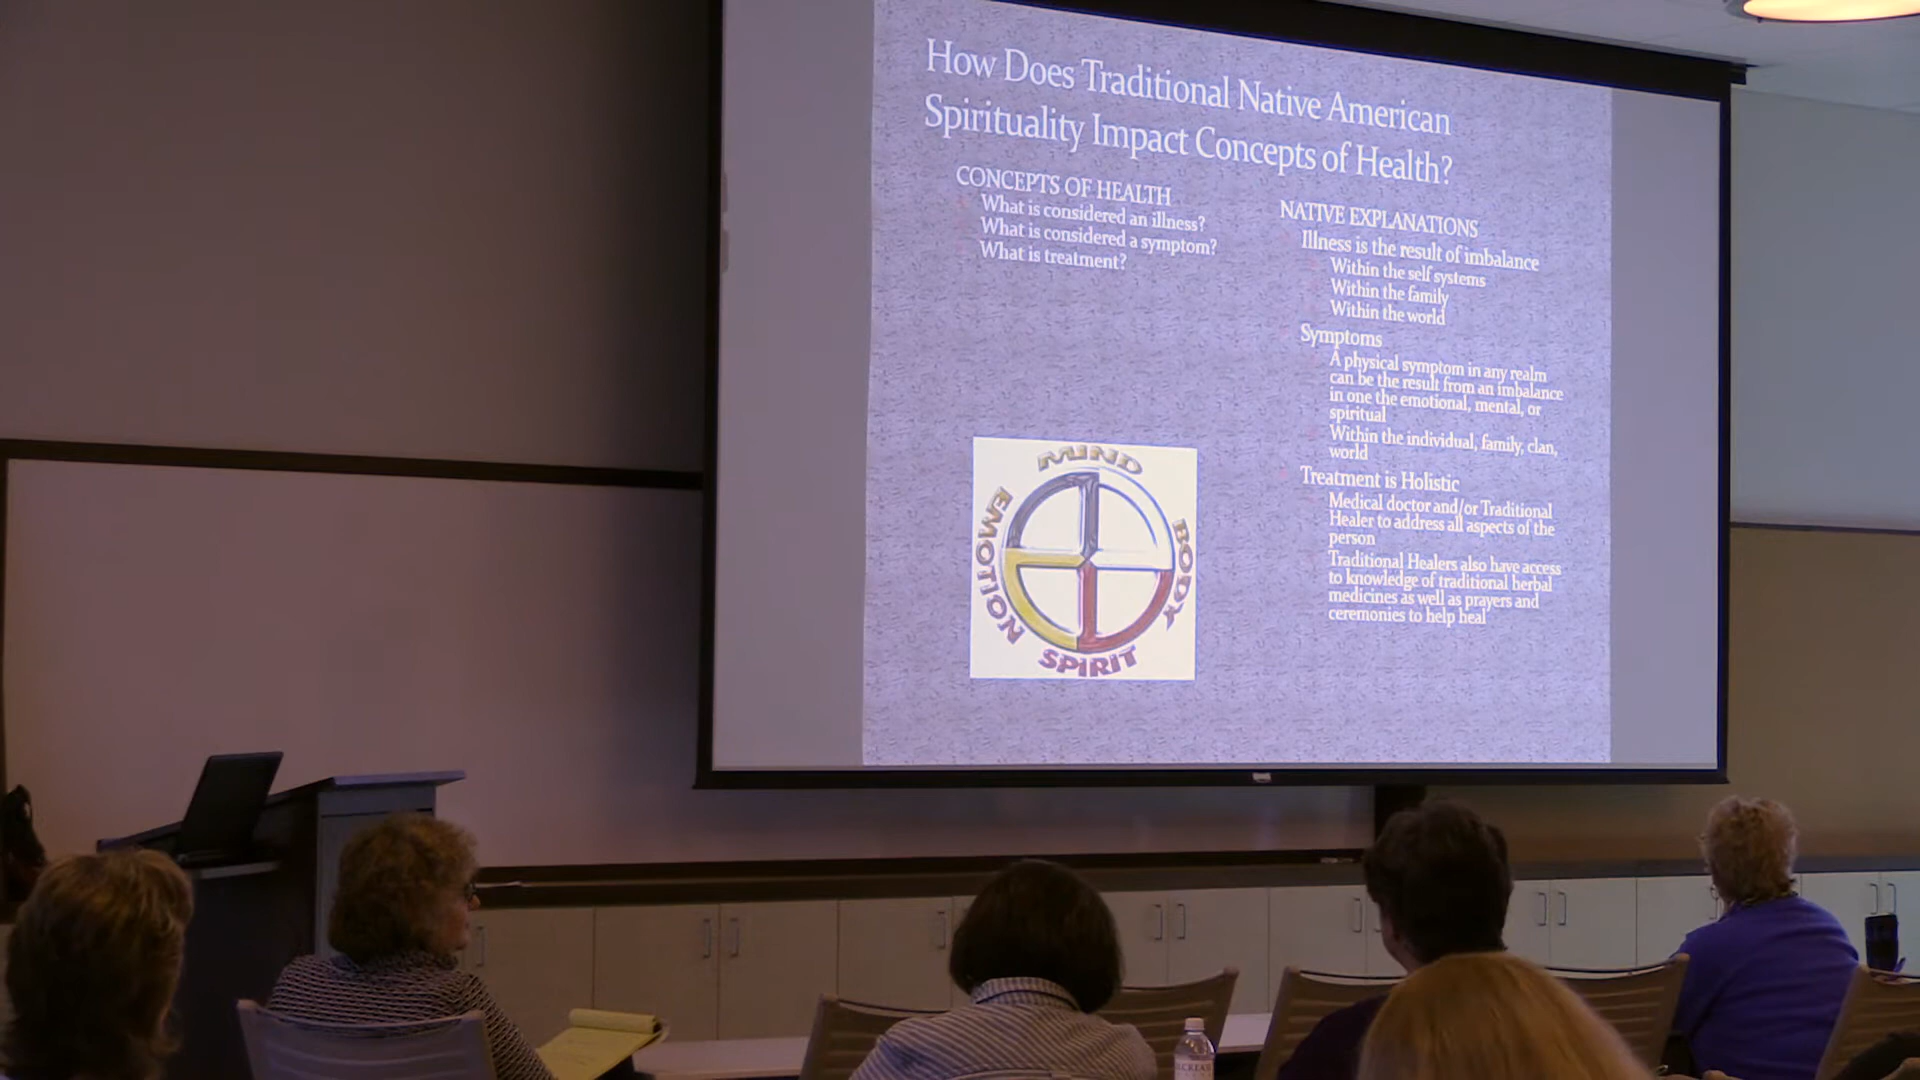 How Does Traditional Native American
Spirituality Impact Concepts of Health?
CONCEPTS OF HEALTH
What is considered an illness?
What is considered a symptom?
What is treatment?
NATIVE EXPLANATIONS
Illness is the result of imbalance
Within the self systems
Within the family
Within the world
Symptoms
A physical symptom in any realm
can be the result from an imbalance
in one the emotional, mental, or
spiritual
Within the individual, family, clan,
world
Treatment is Holistic
Medical doctor and/or Traditional
Healer to address all aspects of the
person
Traditional Healers also have access
to knowledge of traditional herbal
medicines as well as prayers and
ceremonies to help heal
MIND
BODY
SPIRIT
EMOTION